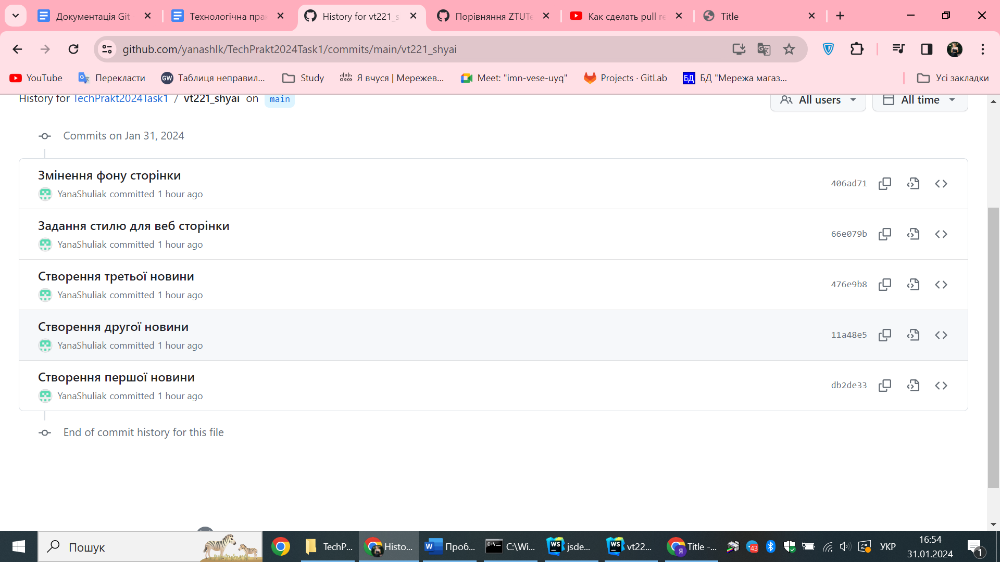 Документація Git
Технологічна прак
History for vt221_s
Порівняння ZTUTe
Как сделать pull re
Title
github.com/yanashlk/TechPrakt2024Task1/commits/main/vt221_shyai
YouTube
Перекласти
GW
Таблиця неправил...
Study
cisco
Я вчуся | Мережев...
Meet: "imn-vese-uyq"
Projects · GitLab
БД
БД "Мережа магаз...
Усі закладки
History for TechPrakt2024Task1 / vt221_shyai on main
All users
All time
Commits on Jan 31, 2024
Змінення фону сторінки
YanaShuliak committed 1 hour ago
406ad71
Задання стилю для веб сторінки
YanaShuliak committed 1 hour ago
66e079b
Створення третьої новини
YanaShuliak committed 1 hour ago
476e9b8
Створення другої новини
YanaShuliak committed 1 hour ago
11a48e5
Створення першої новини
YanaShuliak committed 1 hour ago
db2de33
End of commit history for this file
Пошук
TechP...
Histo...
Проб...
C:\Wi...
jsde...
vt22...
Title -...
43
УКР
16:54
31.01.2024
1